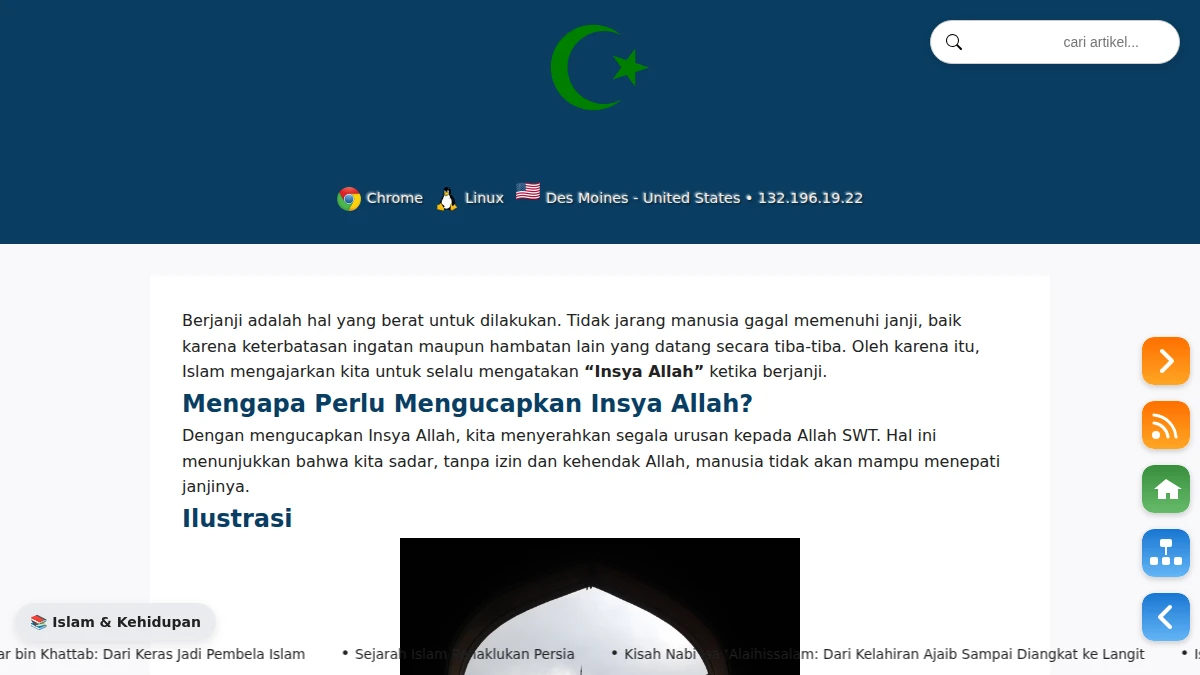 cari artikel...
Chrome Linux Des Moines - United States • 132.196.19.22
Berjanji adalah hal yang berat untuk dilakukan. Tidak jarang manusia gagal memenuhi janji, baik
karena keterbatasan ingatan maupun hambatan lain yang datang secara tiba-tiba. Oleh karena itu,
Islam mengajarkan kita untuk selalu mengatakan “Insya Allah” ketika berjanji.
Mengapa Perlu Mengucapkan Insya Allah?
Dengan mengucapkan Insya Allah, kita menyerahkan segala urusan kepada Allah SWT. Hal ini
menunjukkan bahwa kita sadar, tanpa izin dan kehendak Allah, manusia tidak akan mampu menepati
janjinya.
Ilustrasi
Islam & Kehidupan
bin Khattab: Dari Keras Jadi Pembela Islam • Sejarah Islam Penaklukan Persia • Kisah Nabi 'Alaihissalam: Dari Kelahiran Ajaib Sampai Diangkat ke Langit •